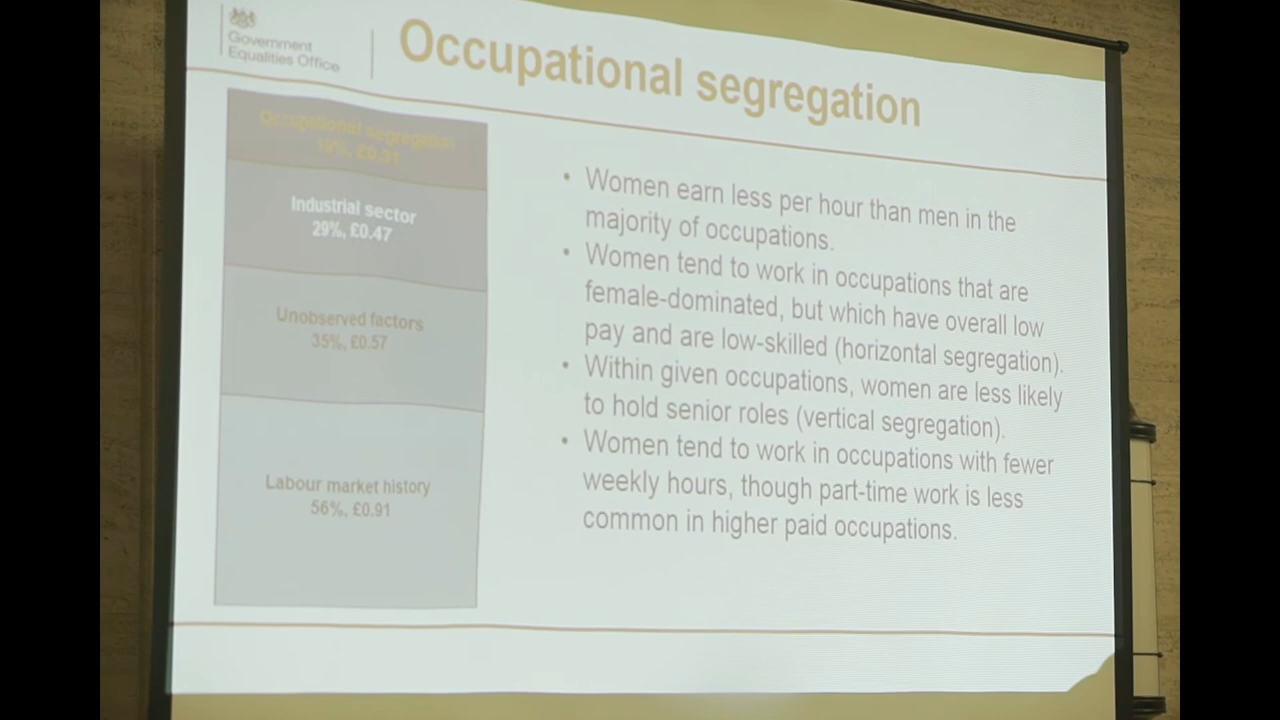 Government
Equalities Office
Occupational segregation
Occupational segregation
19%, £0.31
Industrial sector
29%, £0.47
Unobserved factors
35%, £0.57
Labour market history
56%, £0.91
• Women earn less per hour than men in the
majority of occupations.
• Women tend to work in occupations that are
female-dominated, but which have overall low
pay and are low-skilled (horizontal segregation).
• Within given occupations, women are less likely
to hold senior roles (vertical segregation).
• Women tend to work in occupations with fewer
weekly hours, though part-time work is less
common in higher paid occupations.